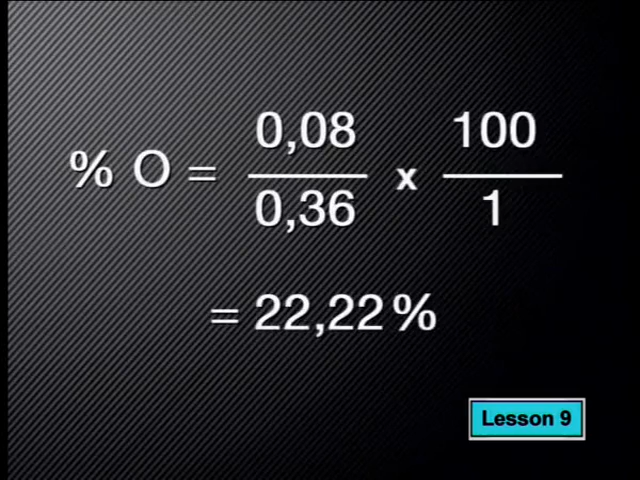 % O = 0,08 / 0,36 x 100 / 1
= 22,22 %
Lesson 9